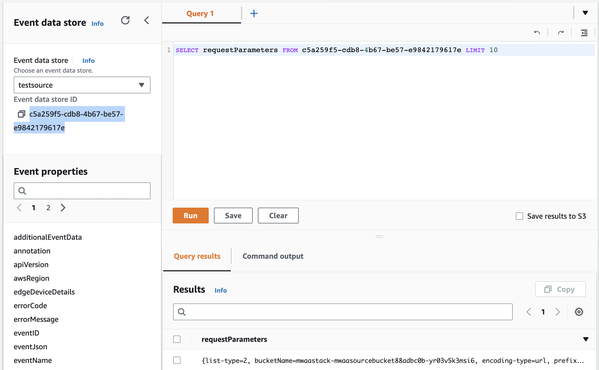 Event data store Info
Event data store Info
Choose an event data store.
testsource
Event data store ID
c5a259f5-cdb8-4b67-be57-
e9842179617e
Event properties
1 2
additionalEventData
annotation
apiVersion
awsRegion
edgeDeviceDetails
errorCode
errorMessage
eventID
eventJson
eventName
Query 1
1 SELECT requestParameters FROM c5a259f5-cdb8-4b67-be57-e9842179617e LIMIT 10
Run Save Clear Save results to S3
Query results Command output
Results Info Copy
1
requestParameters
{list-type=2, bucketName=mwaastack-mwaasourcebucket88adbc0b-yr03v5k3msi6, encoding-type=url, prefix...